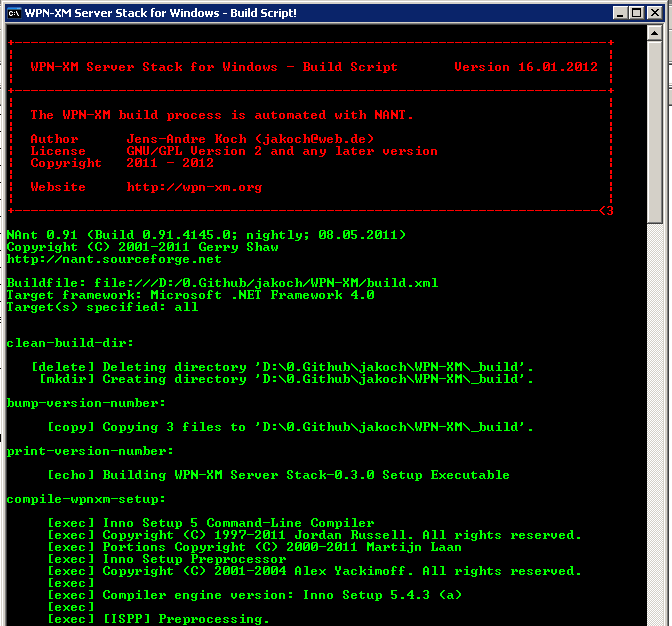 WPN-XM Server Stack for Windows - Build Script!
WPN-XM Server Stack for Windows - Build Script Version 16.01.2012
The WPN-XM build process is automated with NANT.
Author Jens-Andre Koch (jakoch@web.de)
License GNU/GPL Version 2 and any later version
Copyright 2011 - 2012
Website http://wpn-xm.org
<3
NAnt 0.91 (Build 0.91.4145.0; nightly; 08.05.2011)
Copyright (C) 2001-2011 Gerry Shaw
http://nant.sourceforge.net
Buildfile: file:///D:/0.Github/jakoch/WPN-XM/build.xml
Target framework: Microsoft .NET Framework 4.0
Target(s) specified: all
clean-build-dir:
[delete] Deleting directory 'D:\0.Github\jakoch\WPN-XM\_build'.
[mkdir] Creating directory 'D:\0.Github\jakoch\WPN-XM\_build'.
bump-version-number:
[copy] Copying 3 files to 'D:\0.Github\jakoch\WPN-XM\_build'.
print-version-number:
[echo] Building WPN-XM Server Stack-0.3.0 Setup Executable
compile-wpnxm-setup:
[exec] Inno Setup 5 Command-Line Compiler
[exec] Copyright (C) 1997-2011 Jordan Russell. All rights reserved.
[exec] Portions Copyright (C) 2000-2011 Martijn Laan
[exec] Inno Setup Preprocessor
[exec] Copyright (C) 2001-2004 Alex Yackimoff. All rights reserved.
[exec]
[exec] Compiler engine version: Inno Setup 5.4.3 (a)
[exec]
[exec] [ISPP] Preprocessing.